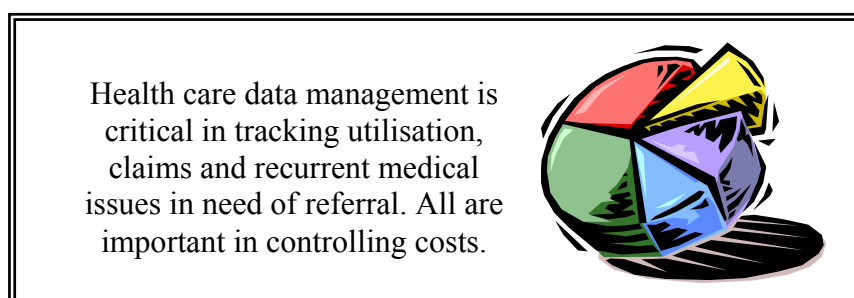 Health care data management is
critical in tracking utilisation,
claims and recurrent medical
issues in need of referral. All are
important in controlling costs.